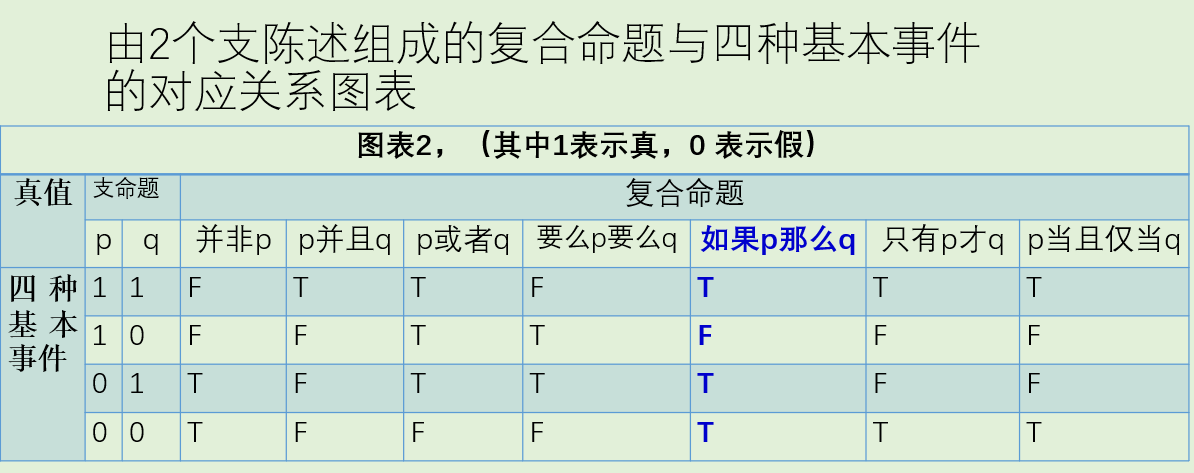 由2个支陈述组成的复合命题与四种基本事件
的对应关系图表
图表2，（其中1表示真，0 表示假）
真值 支命题 复合命题
p q 并非p p并且q p或者q 要么p要么q 如果p那么q 只有p才q p当且仅当q
四种 1 1 F T T F T T T
基本 1 0 F F T T F F F
事件 0 1 T F T T T F F
0 0 T F F F T T T